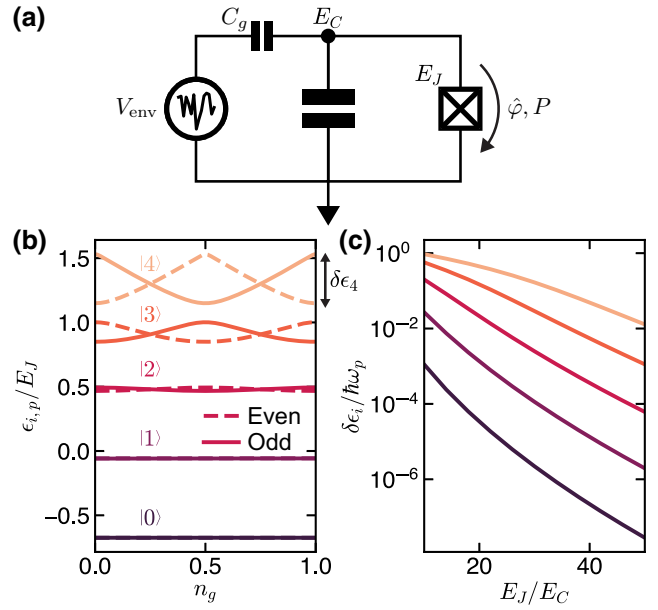 (a)
C_g
E_C
E_J
V_env
φ̂, P
(b)
ϵ_{i,p}/E_J
1.5
1.0
0.5
0.0
−0.5
|4⟩
|3⟩
|2⟩
|1⟩
|0⟩
Even
Odd
δϵ_4
0.0
0.5
1.0
n_g
(c)
δϵ_i/ħω_p
10^0
10^{−2}
10^{−4}
10^{−6}
20
40
E_J/E_C